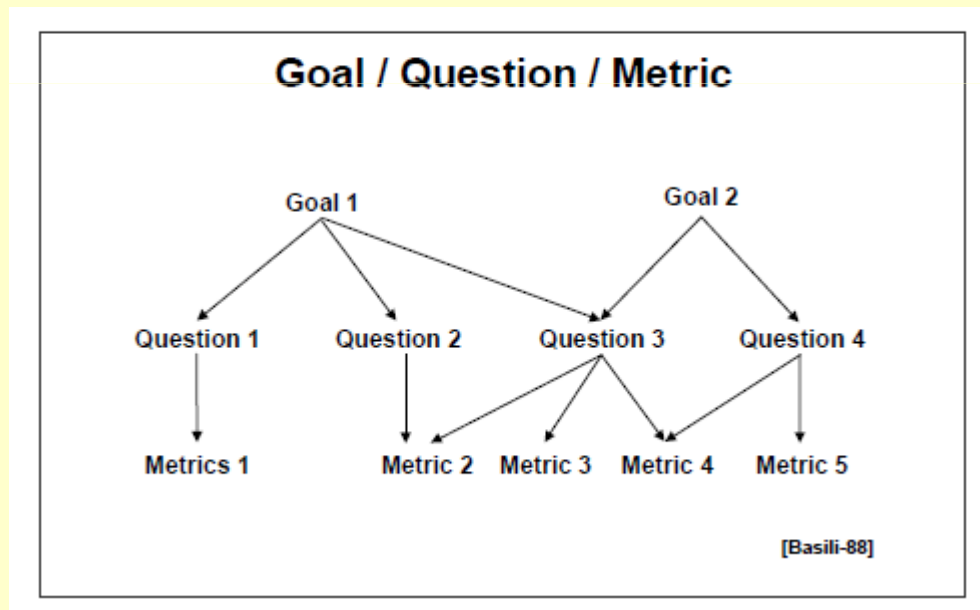 Goal / Question / Metric
Goal 1
Goal 2
Question 1
Question 2
Question 3
Question 4
Metrics 1
Metric 2
Metric 3
Metric 4
Metric 5
[Basili-88]